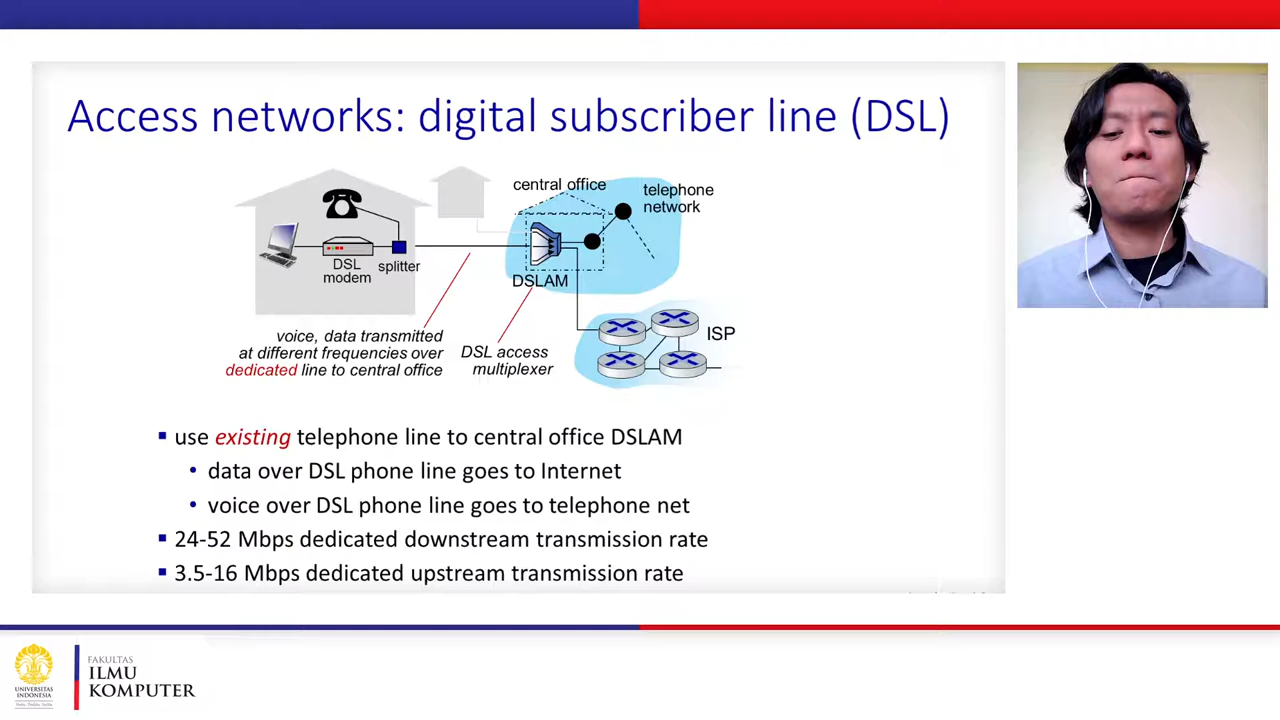 Access networks: digital subscriber line (DSL)
central office
telephone
network
DSL
modem
splitter
DSLAM
voice, data transmitted
at different frequencies over
dedicated line to central office
DSL access
multiplexer
ISP
▪ use existing telephone line to central office DSLAM
• data over DSL phone line goes to Internet
• voice over DSL phone line goes to telephone net
▪ 24-52 Mbps dedicated downstream transmission rate
▪ 3.5-16 Mbps dedicated upstream transmission rate
UNIVERSITAS
INDONESIA
FAKULTAS
ILMU
KOMPUTER